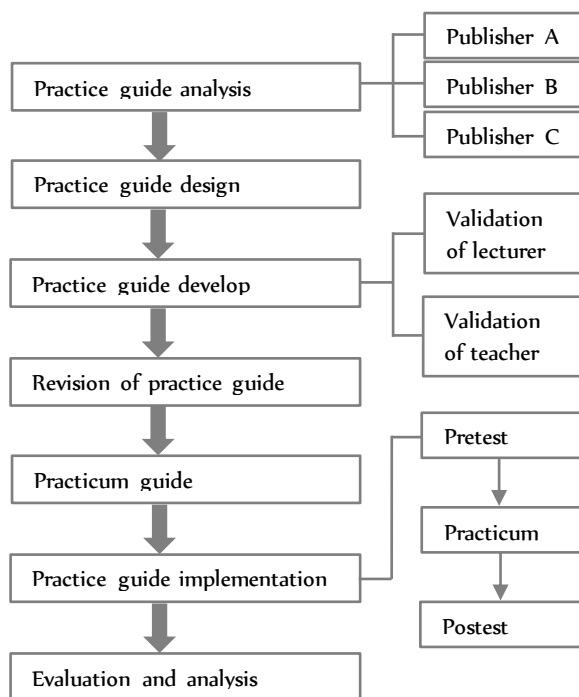 Publisher A
Practice guide analysis
Publisher B
Publisher C
Practice guide design
Validation
of lecturer
Practice guide develop
Validation
of teacher
Revision of practice guide
Pretest
Practicum guide
Practicum
Practice guide implementation
Postest
Evaluation and analysis